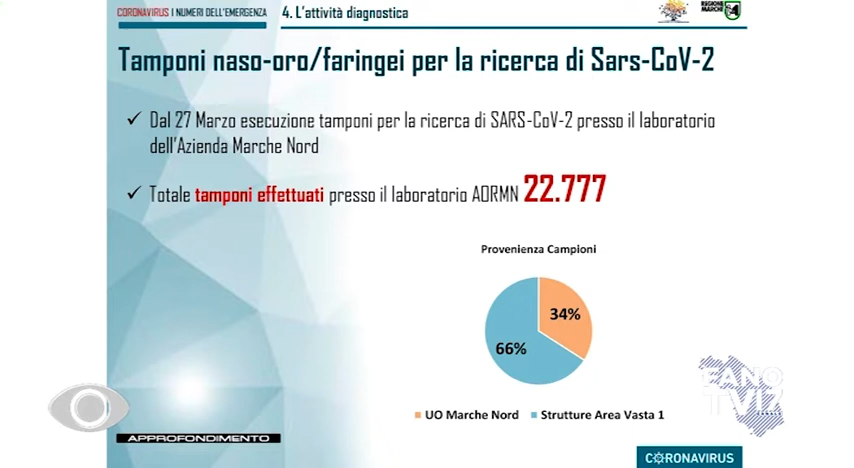 CORONAVIRUS I NUMERI DELL'EMERGENZA
4. L'attività diagnostica
REGIONE
MARCHE
Tamponi naso-oro/faringei per la ricerca di Sars-CoV-2
✓ Dal 27 Marzo esecuzione tamponi per la ricerca di SARS-CoV-2 presso il laboratorio
dell'Azienda Marche Nord
✓ Totale tamponi effettuati presso il laboratorio AORMN 22.777
Provenienza Campioni
34%
66%
UO Marche Nord
Strutture Area Vasta 1
FANO
TV
APPROFONDIMENTO
CORONAVIRUS